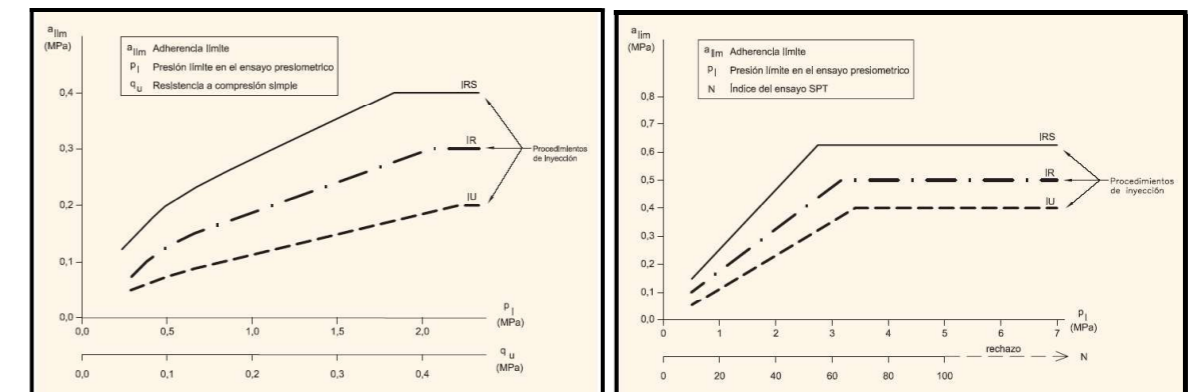 a lim
(MPa)
a lim Adherencia límite
P l Presión límite en el ensayo presiometrico
q u Resistencia a compresión simple
0,4
0,3
0,2
0,1
0,0
IRS
IR
IU
Procedimientos
de inyección
0,0 0,5 1,0 1,5 2,0
P l
(MPa)
0,0 0,1 0,2 0,3 0,4
q u
(MPa)
a lim
(MPa)
a lim Adherencia límite
P l Presión límite en el ensayo presiometrico
N Índice del ensayo SPT
0,8
0,7
0,6
0,5
0,4
0,3
0,2
0,1
0,0
IRS
IR
IU
Procedimientos
de inyección
0 1 2 3 4 5 6 7
P l
(MPa)
rechazo
N
0 20 40 60 80 100